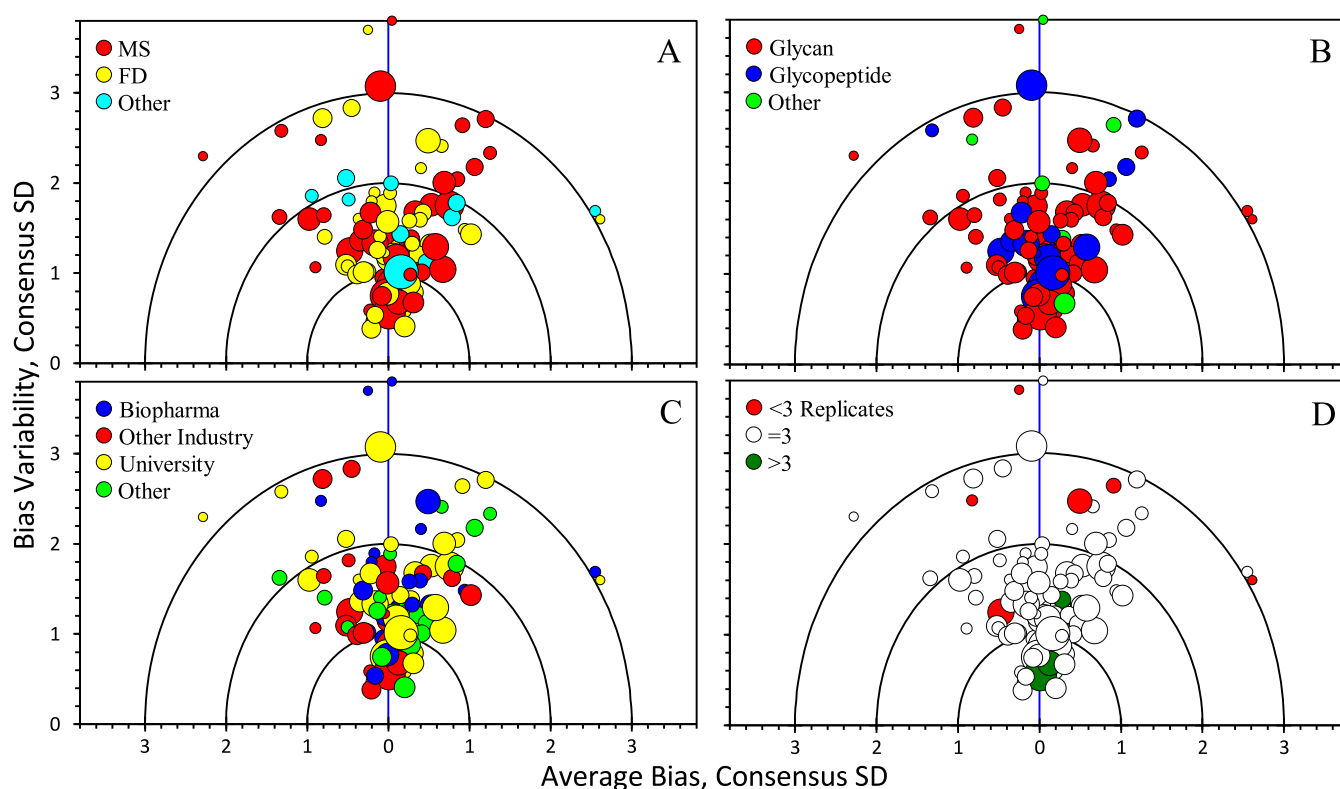 A
MS
FD
Other
B
Glycan
Glycopeptide
Other
3
2
1
0
C
Biopharma
Other Industry
University
Other
D
<3 Replicates
=3
>3
3
2
1
0
3 2 1 0 1 2 3
3 2 1 0 1 2 3
Bias Variability, Consensus SD
Average Bias, Consensus SD